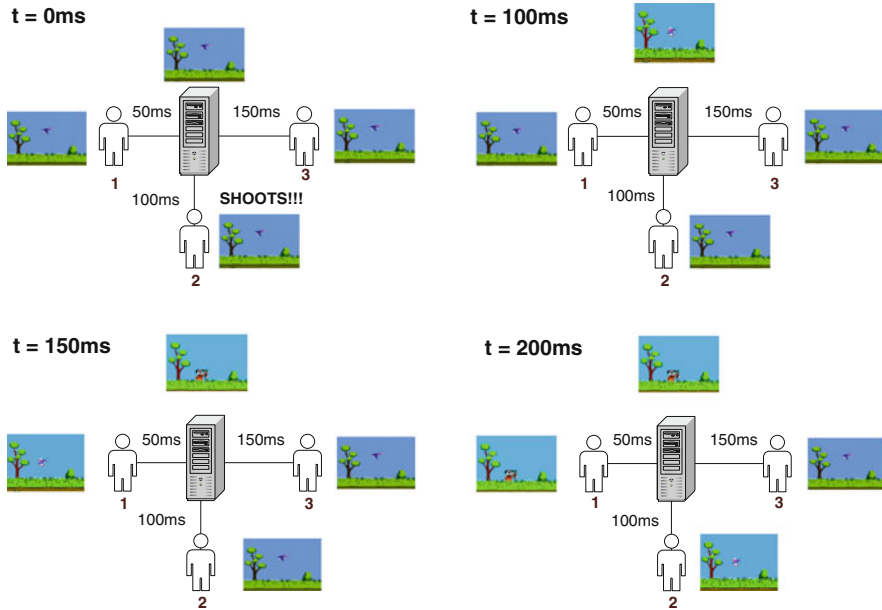 t = 0ms
50ms
150ms
1
3
100ms
SHOOTS!!!
2
t = 100ms
50ms
150ms
1
3
100ms
2
t = 150ms
50ms
150ms
1
3
100ms
2
t = 200ms
50ms
150ms
1
3
100ms
2